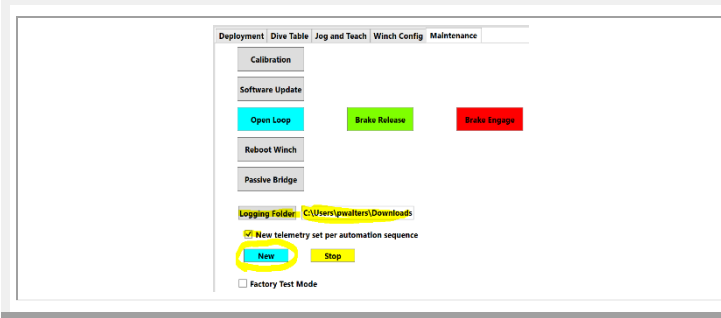 Deployment Dive Table Jog and Teach Winch Config Maintenance
Calibration
Software Update
Open Loop Brake Release Brake Engage
Reboot Winch
Passive Bridge
Logging Folder C:\Users\pwalters\Downloads
New telemetry set per automation sequence
New Stop
Factory Test Mode